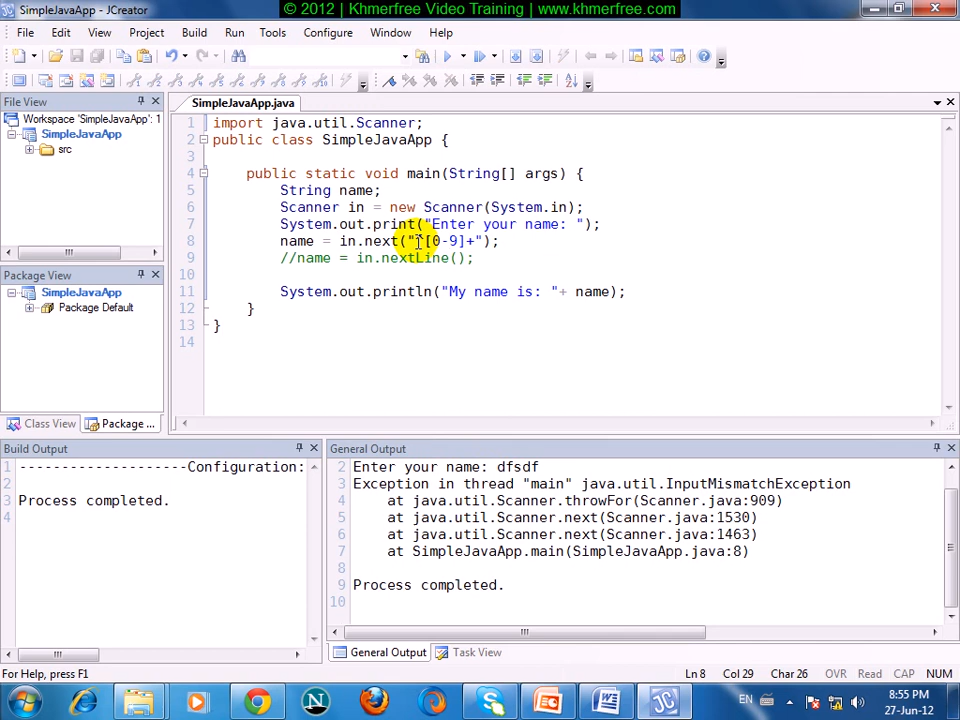 SimpleJavaApp - JCreator
© 2012 | Khmerfree Video Training | www.khmerfree.com
File Edit View Project Build Run Tools Configure Window Help
File View
Workspace 'SimpleJavaApp': 1
SimpleJavaApp
src
Package View
SimpleJavaApp
Package Default
Class View Package ...
SimpleJavaApp.java
1 import java.util.Scanner;
2 public class SimpleJavaApp {
3
4 public static void main(String[] args) {
5 String name;
6 Scanner in = new Scanner(System.in);
7 System.out.print("Enter your name: ");
8 name = in.next("[0-9]+");
9 //name = in.nextLine();
10
11 System.out.println("My name is: "+ name);
12 }
13 }
14
Build Output
1 --------------------Configuration:
2
3 Process completed.
4
General Output
2 Enter your name: dfsdf
3 Exception in thread "main" java.util.InputMismatchException
4 at java.util.Scanner.throwFor(Scanner.java:909)
5 at java.util.Scanner.next(Scanner.java:1530)
6 at java.util.Scanner.next(Scanner.java:1463)
7 at SimpleJavaApp.main(SimpleJavaApp.java:8)
8
9 Process completed.
10
General Output Task View
For Help, press F1
Ln 8 Col 29 Char 26 OVR Read CAP NUM
EN
8:55 PM
27-Jun-12